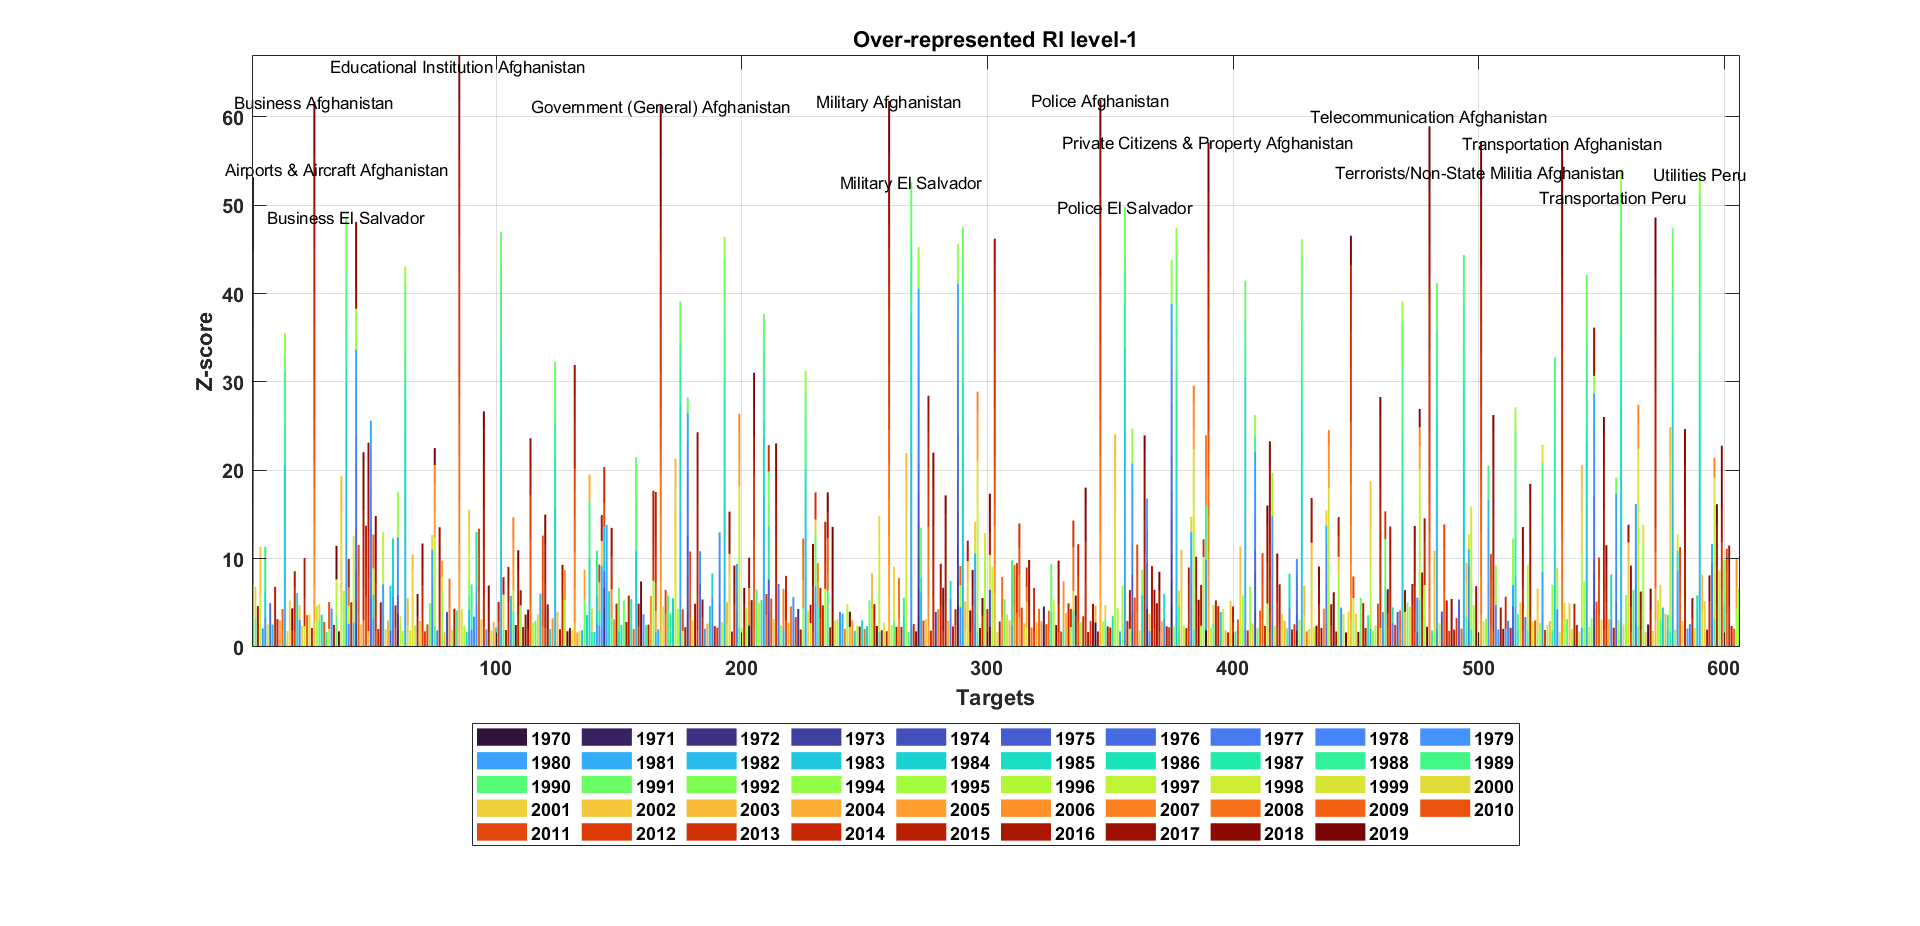 Over-represented RI level-1
Educational Institution Afghanistan
Business Afghanistan
Government (General) Afghanistan
Military Afghanistan
Police Afghanistan
Telecommunication Afghanistan
Private Citizens & Property Afghanistan
Transportation Afghanistan
Airports & Aircraft Afghanistan
Terrorists/Non-State Militia Afghanistan
Utilities Peru
Military El Salvador
Transportation Peru
Police El Salvador
Business El Salvador
Z-score
60
50
40
30
20
10
0
100 200 300 400 500 600
Targets
1970 1971 1972 1973 1974 1975 1976 1977 1978 1979
1980 1981 1982 1983 1984 1985 1986 1987 1988 1989
1990 1991 1992 1994 1995 1996 1997 1998 1999 2000
2001 2002 2003 2004 2005 2006 2007 2008 2009 2010
2011 2012 2013 2014 2015 2016 2017 2018 2019